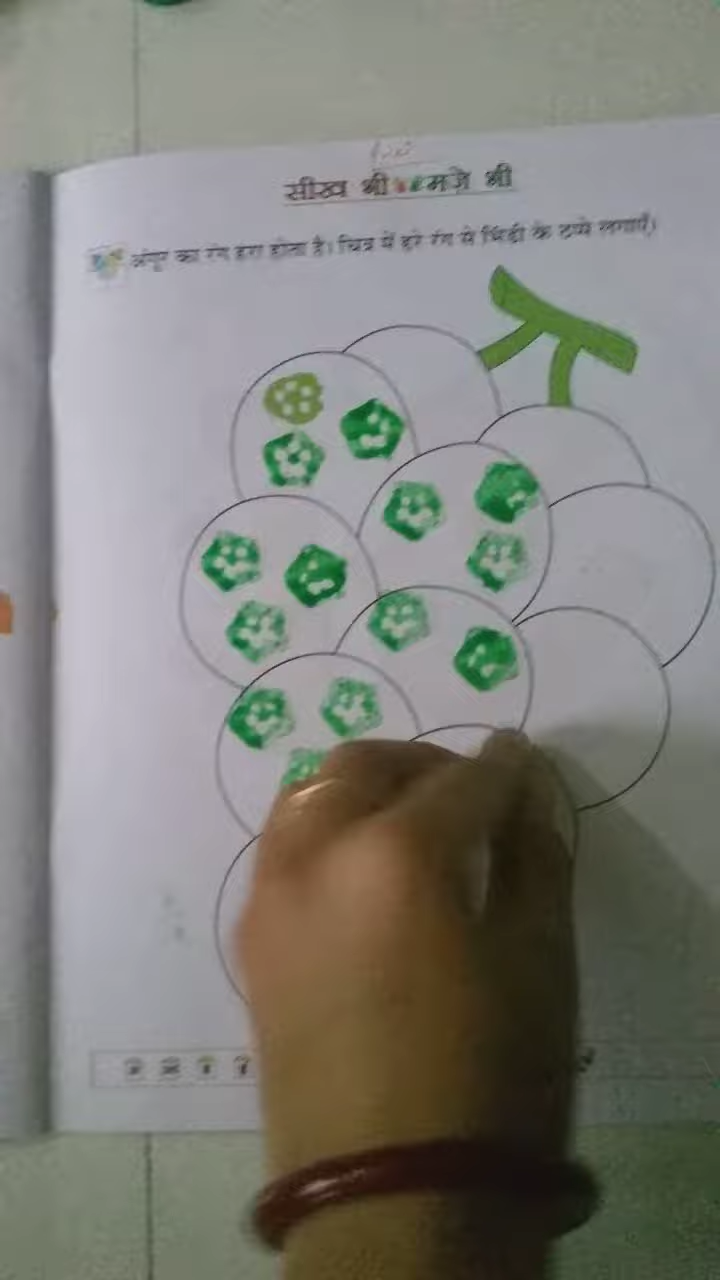 सीख भी मजे भी
अंगूर का रंग हरा होता है। चित्र में हरे रंग से भिंडी के ठप्पे लगाएँ।